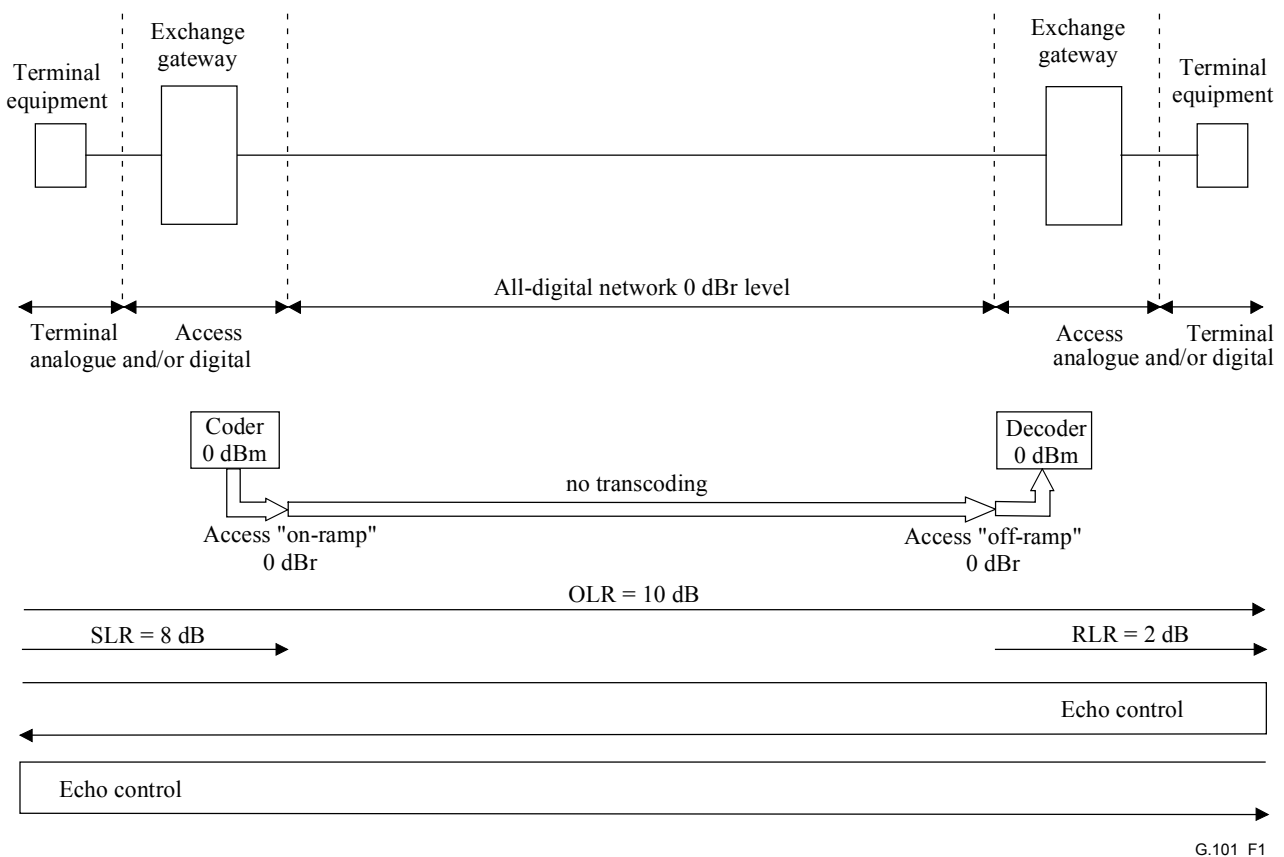 Exchange
gateway
Exchange
gateway
Terminal
equipment
Terminal
equipment
All-digital network 0 dBr level
Terminal
Access
analogue and/or digital
Access
Terminal
analogue and/or digital
Coder
0 dBm
Decoder
0 dBm
no transcoding
Access "on-ramp"
0 dBr
Access "off-ramp"
0 dBr
OLR = 10 dB
SLR = 8 dB
RLR = 2 dB
Echo control
Echo control
G.101_F1